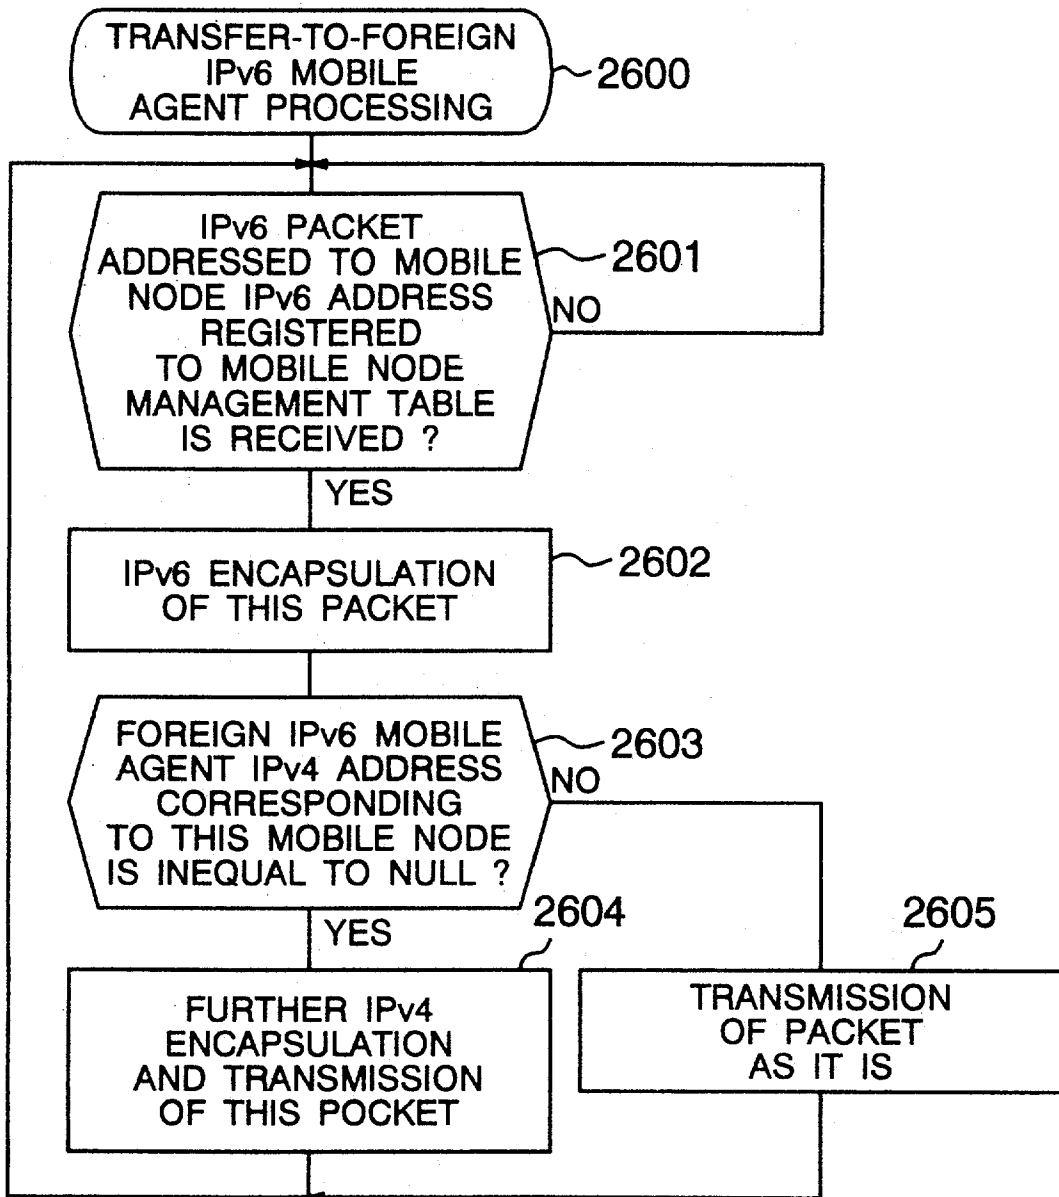 TRANSFER-TO-FOREIGN
IPv6 MOBILE
AGENT PROCESSING
2600
IPv6 PACKET
ADDRESSED TO MOBILE
NODE IPv6 ADDRESS
REGISTERED
TO MOBILE NODE
MANAGEMENT TABLE
IS RECEIVED ?
2601
NO
YES
IPv6 ENCAPSULATION
OF THIS PACKET
2602
FOREIGN IPv6 MOBILE
AGENT IPv4 ADDRESS
CORRESPONDING
TO THIS MOBILE NODE
IS INEQUAL TO NULL ?
2603
NO
YES
2604
FURTHER IPv4
ENCAPSULATION
AND TRANSMISSION
OF THIS POCKET
2605
TRANSMISSION
OF PACKET
AS IT IS